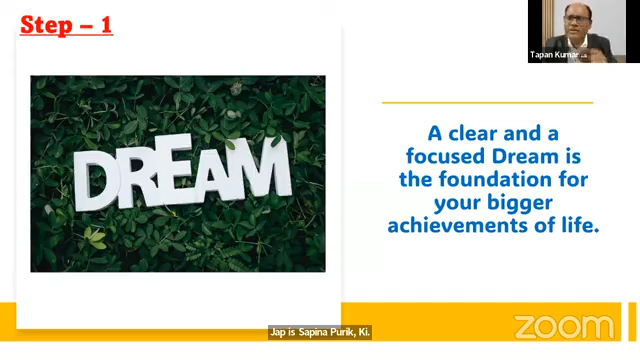 Step – 1
DREAM
A clear and a
focused Dream is
the foundation for
your bigger
achievements of life.
Tapan Kumar
Jap is Sapina Purik, Ki.
zoom